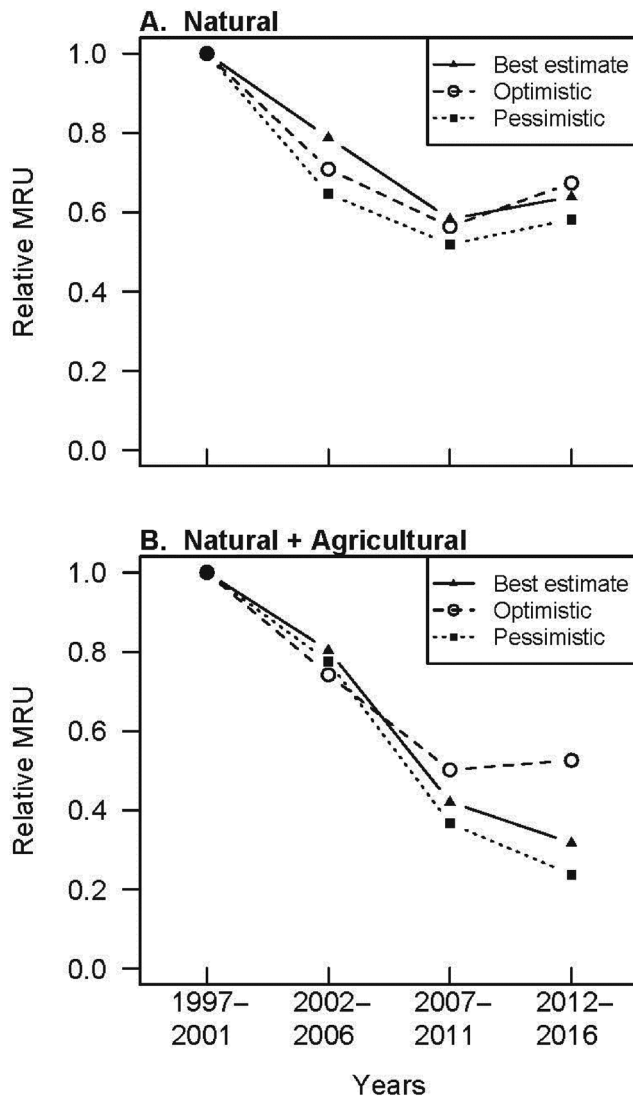 A. Natural
1.0
0.8
0.6
0.4
0.2
0.0
Relative MRU
Best estimate
Optimistic
Pessimistic
B. Natural + Agricultural
1.0
0.8
0.6
0.4
0.2
0.0
Relative MRU
Best estimate
Optimistic
Pessimistic
1997– 2002– 2007– 2012–
2001 2006 2011 2016
Years